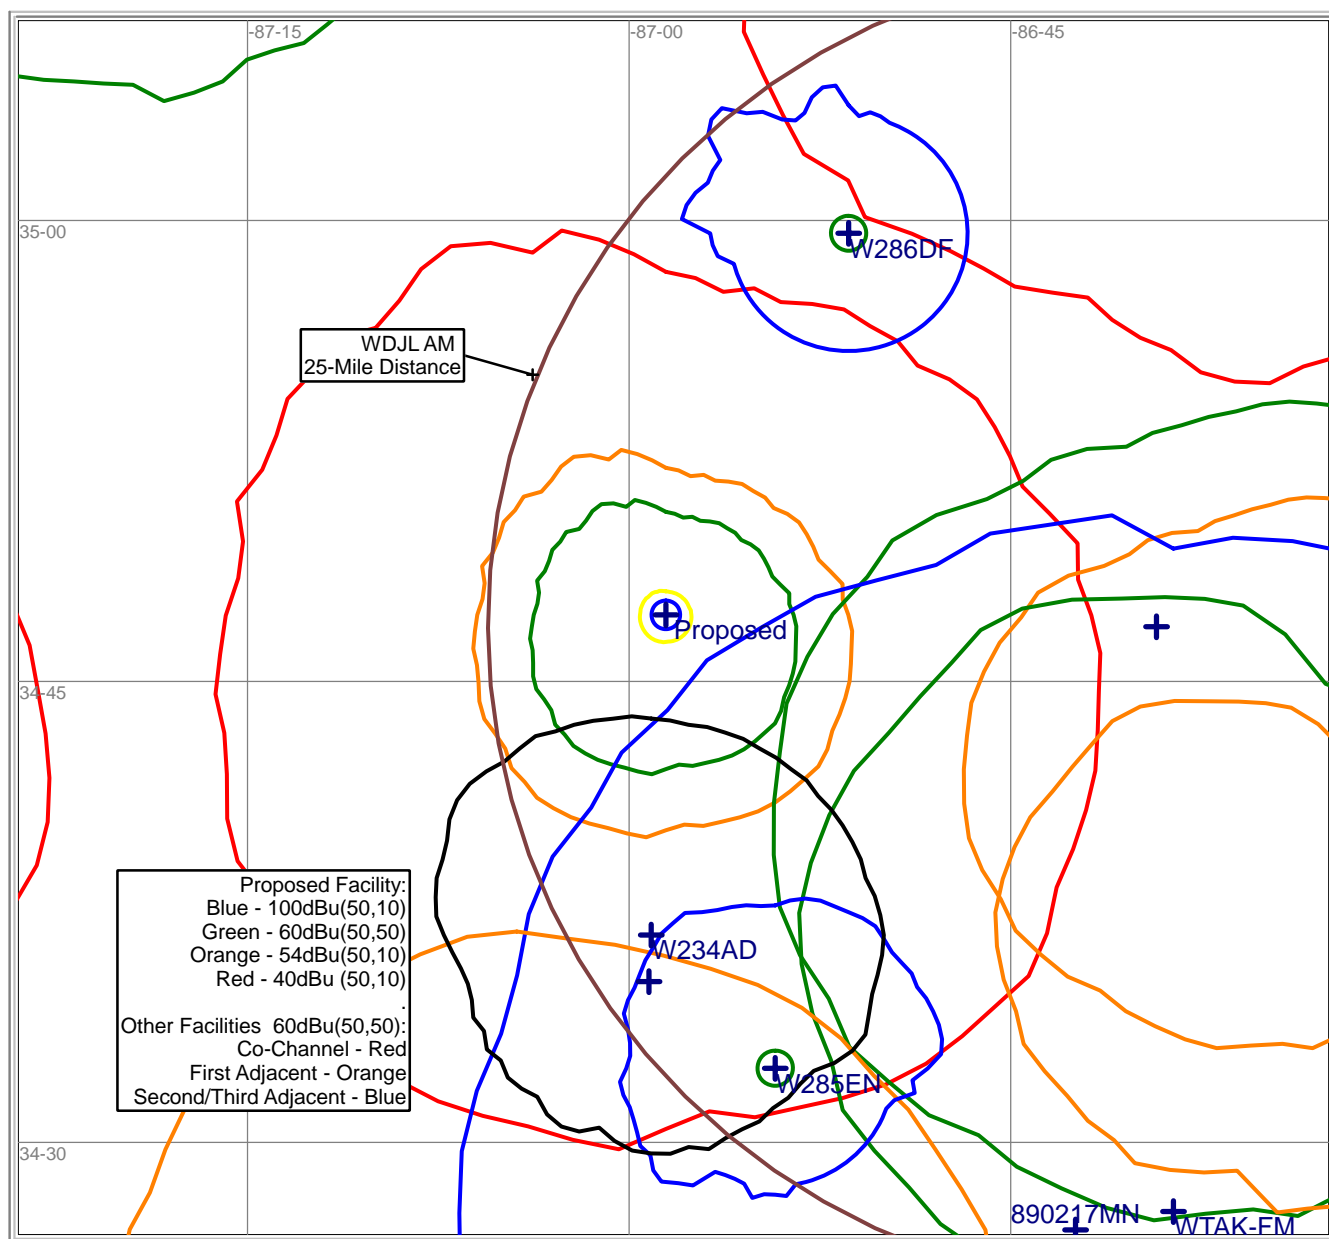 -87-15
-87-00
-86-45
35-00
W286DF
WDJL AM
25-Mile Distance
Proposed
34-45
Proposed Facility:
Blue - 100dBu(50,10)
Green - 60dBu(50,50)
Orange - 54dBu(50,10)
Red - 40dBu (50,10)
.
Other Facilities  60dBu(50,50):
Co-Channel - Red
First Adjacent - Orange
Second/Third Adjacent - Blue
W234AD
W285EN
34-30
890217MN
WTAK-FM